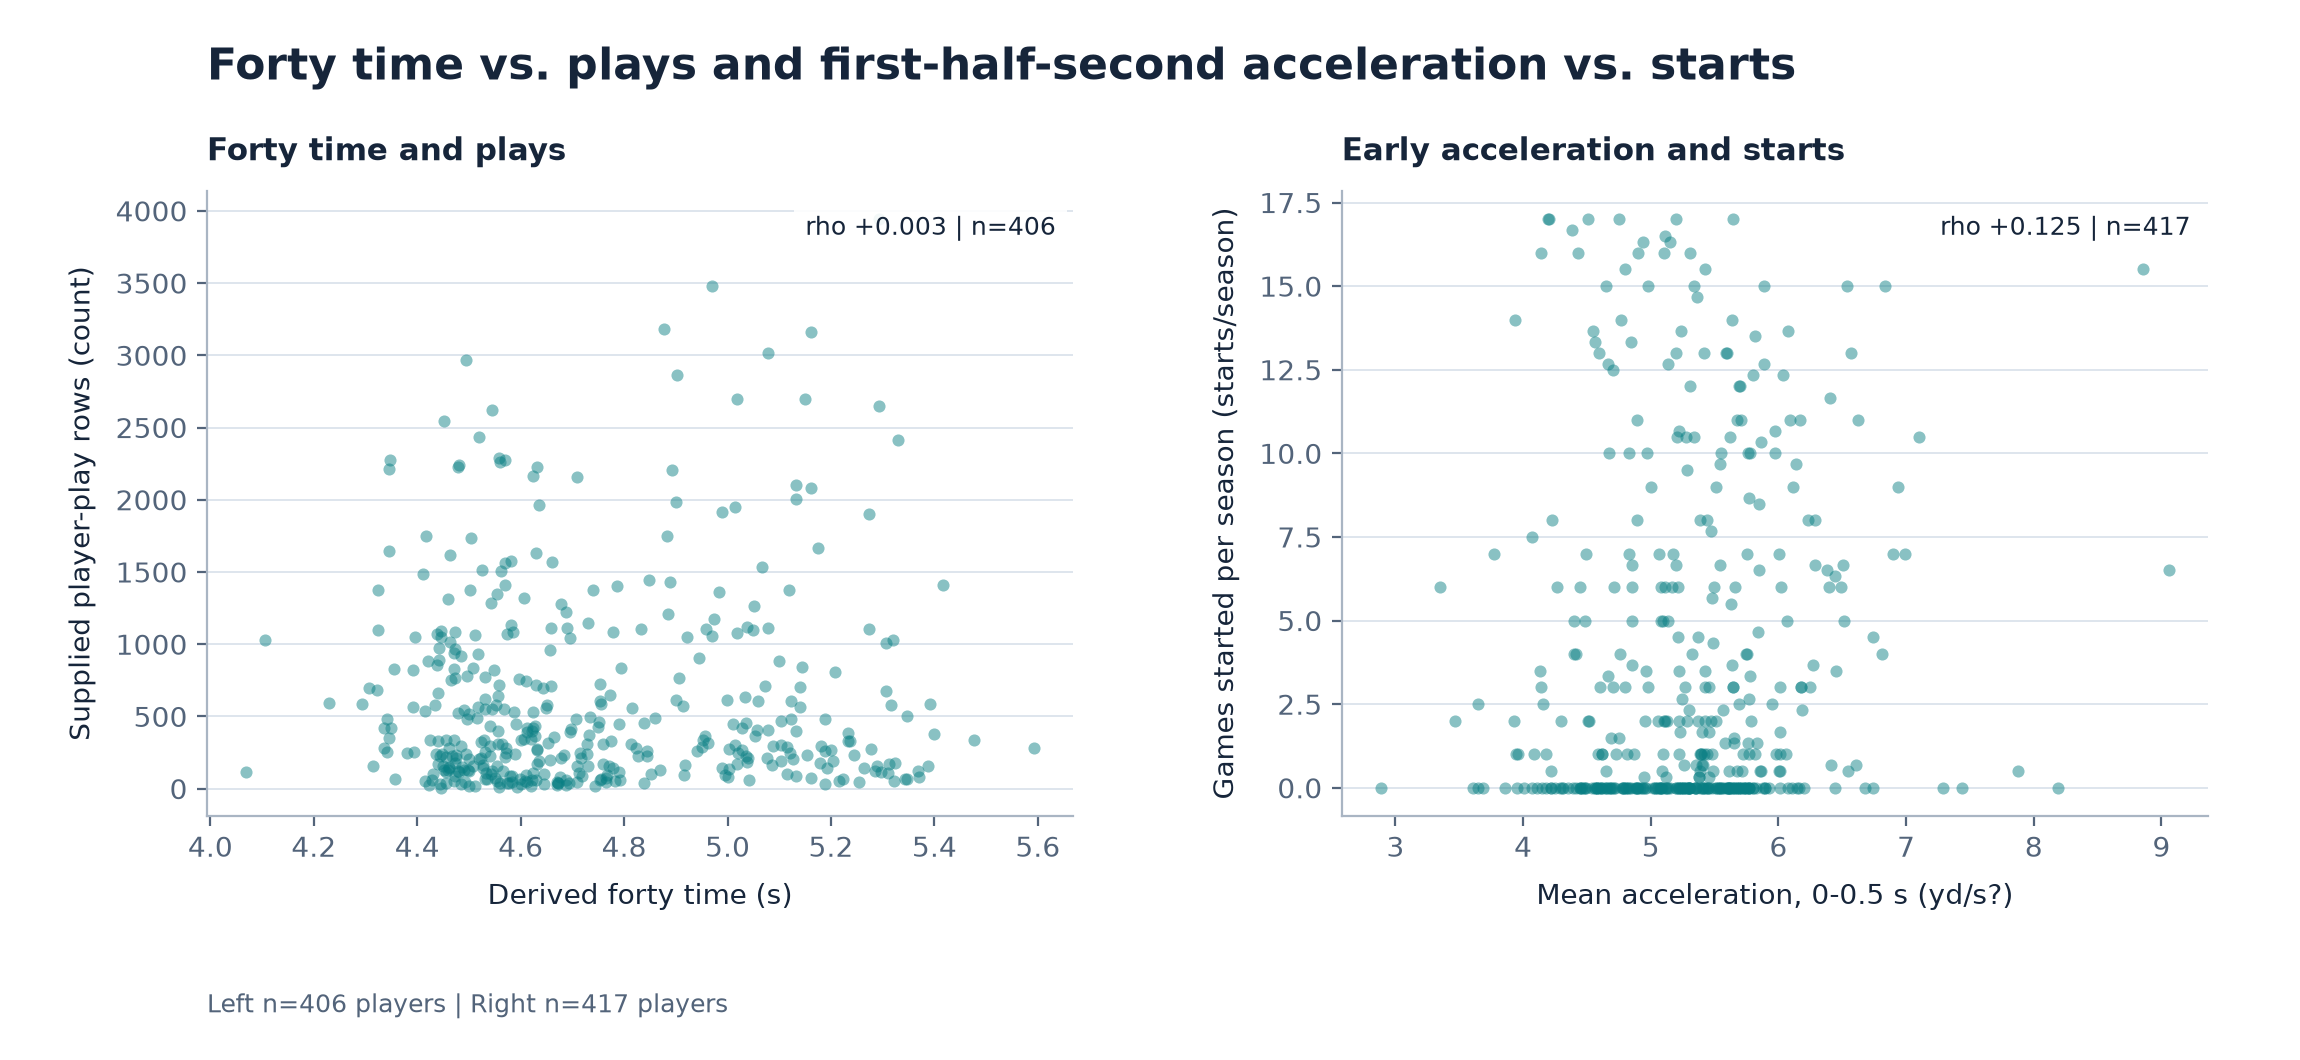 Forty time vs. plays and first-half-second acceleration vs. starts
Forty time and plays
rho +0.003 | n=406
Supplied player-play rows (count)
4000
3500
3000
2500
2000
1500
1000
500
0
4.0 4.2 4.4 4.6 4.8 5.0 5.2 5.4 5.6
Derived forty time (s)
Early acceleration and starts
rho +0.125 | n=417
Games started per season (starts/season)
17.5
15.0
12.5
10.0
7.5
5.0
2.5
0.0
3 4 5 6 7 8 9
Mean acceleration, 0-0.5 s (yd/s?)
Left n=406 players | Right n=417 players